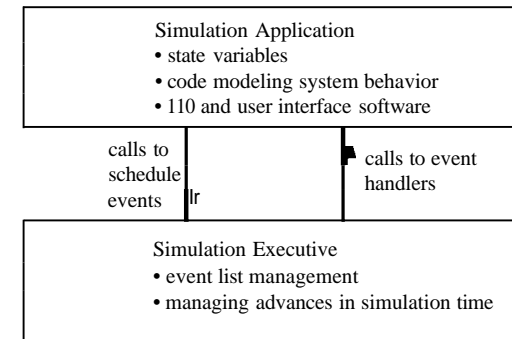 Simulation Application
• state variables
• code modeling system behavior
• 110 and user interface software
calls to
schedule
events
lr
calls to event
handlers
Simulation Executive
• event list management
• managing advances in simulation time